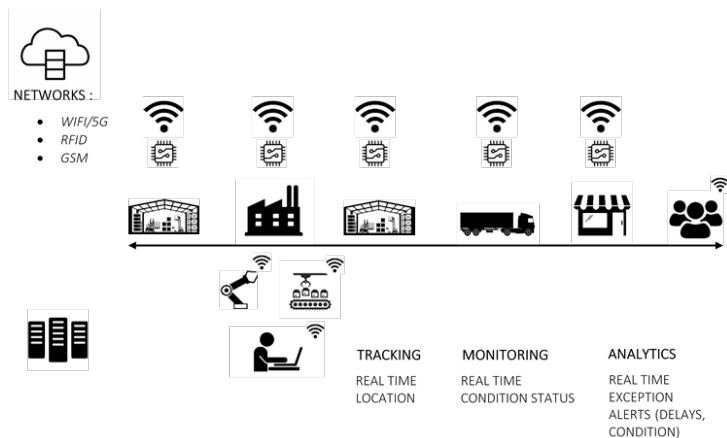 NETWORKS :
• WIFI/5G
• RFID
• GSM
TRACKING
REAL TIME
LOCATION
MONITORING
REAL TIME
CONDITION STATUS
ANALYTICS
REAL TIME
EXCEPTION
ALERTS (DELAYS,
CONDITION)